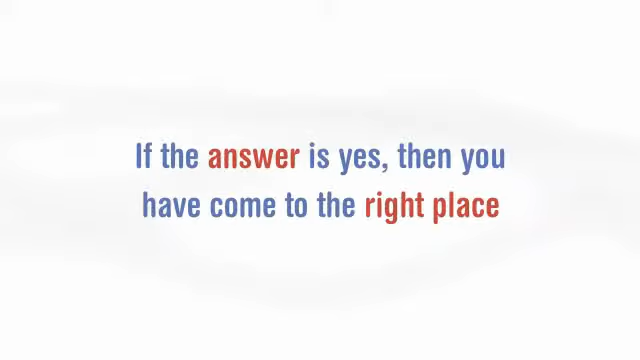 If the answer is yes, then you
have come to the right place